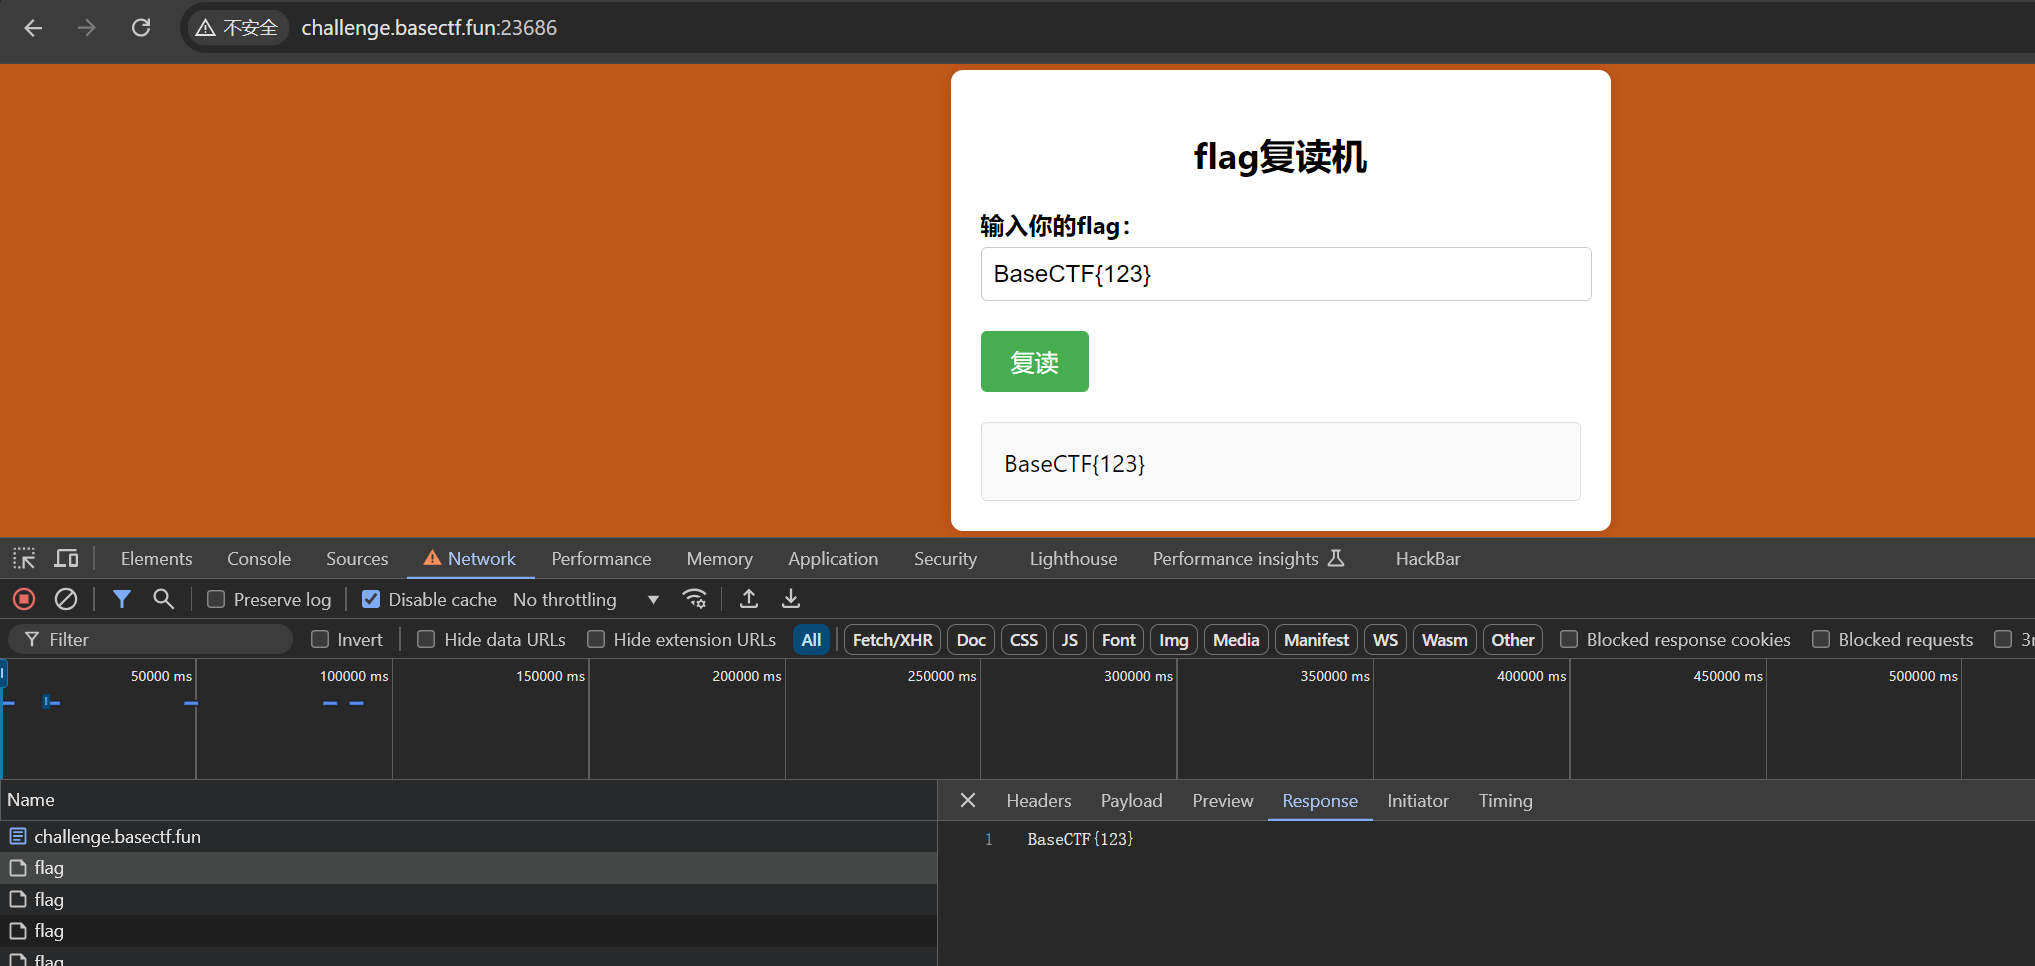 不安全 challenge.basectf.fun:23686
flag复读机
输入你的flag：
BaseCTF{123}
复读
BaseCTF{123}
Elements Console Sources Network Performance Memory Application Security Lighthouse Performance insights HackBar
Preserve log Disable cache No throttling
Filter Invert Hide data URLs Hide extension URLs All Fetch/XHR Doc CSS JS Font Img Media Manifest WS Wasm Other Blocked response cookies Blocked requests
50000 ms 100000 ms 150000 ms 200000 ms 250000 ms 300000 ms 350000 ms 400000 ms 450000 ms 500000 ms
Name Headers Payload Preview Response Initiator Timing
challenge.basectf.fun 1 BaseCTF{123}
flag
flag
flag
flag